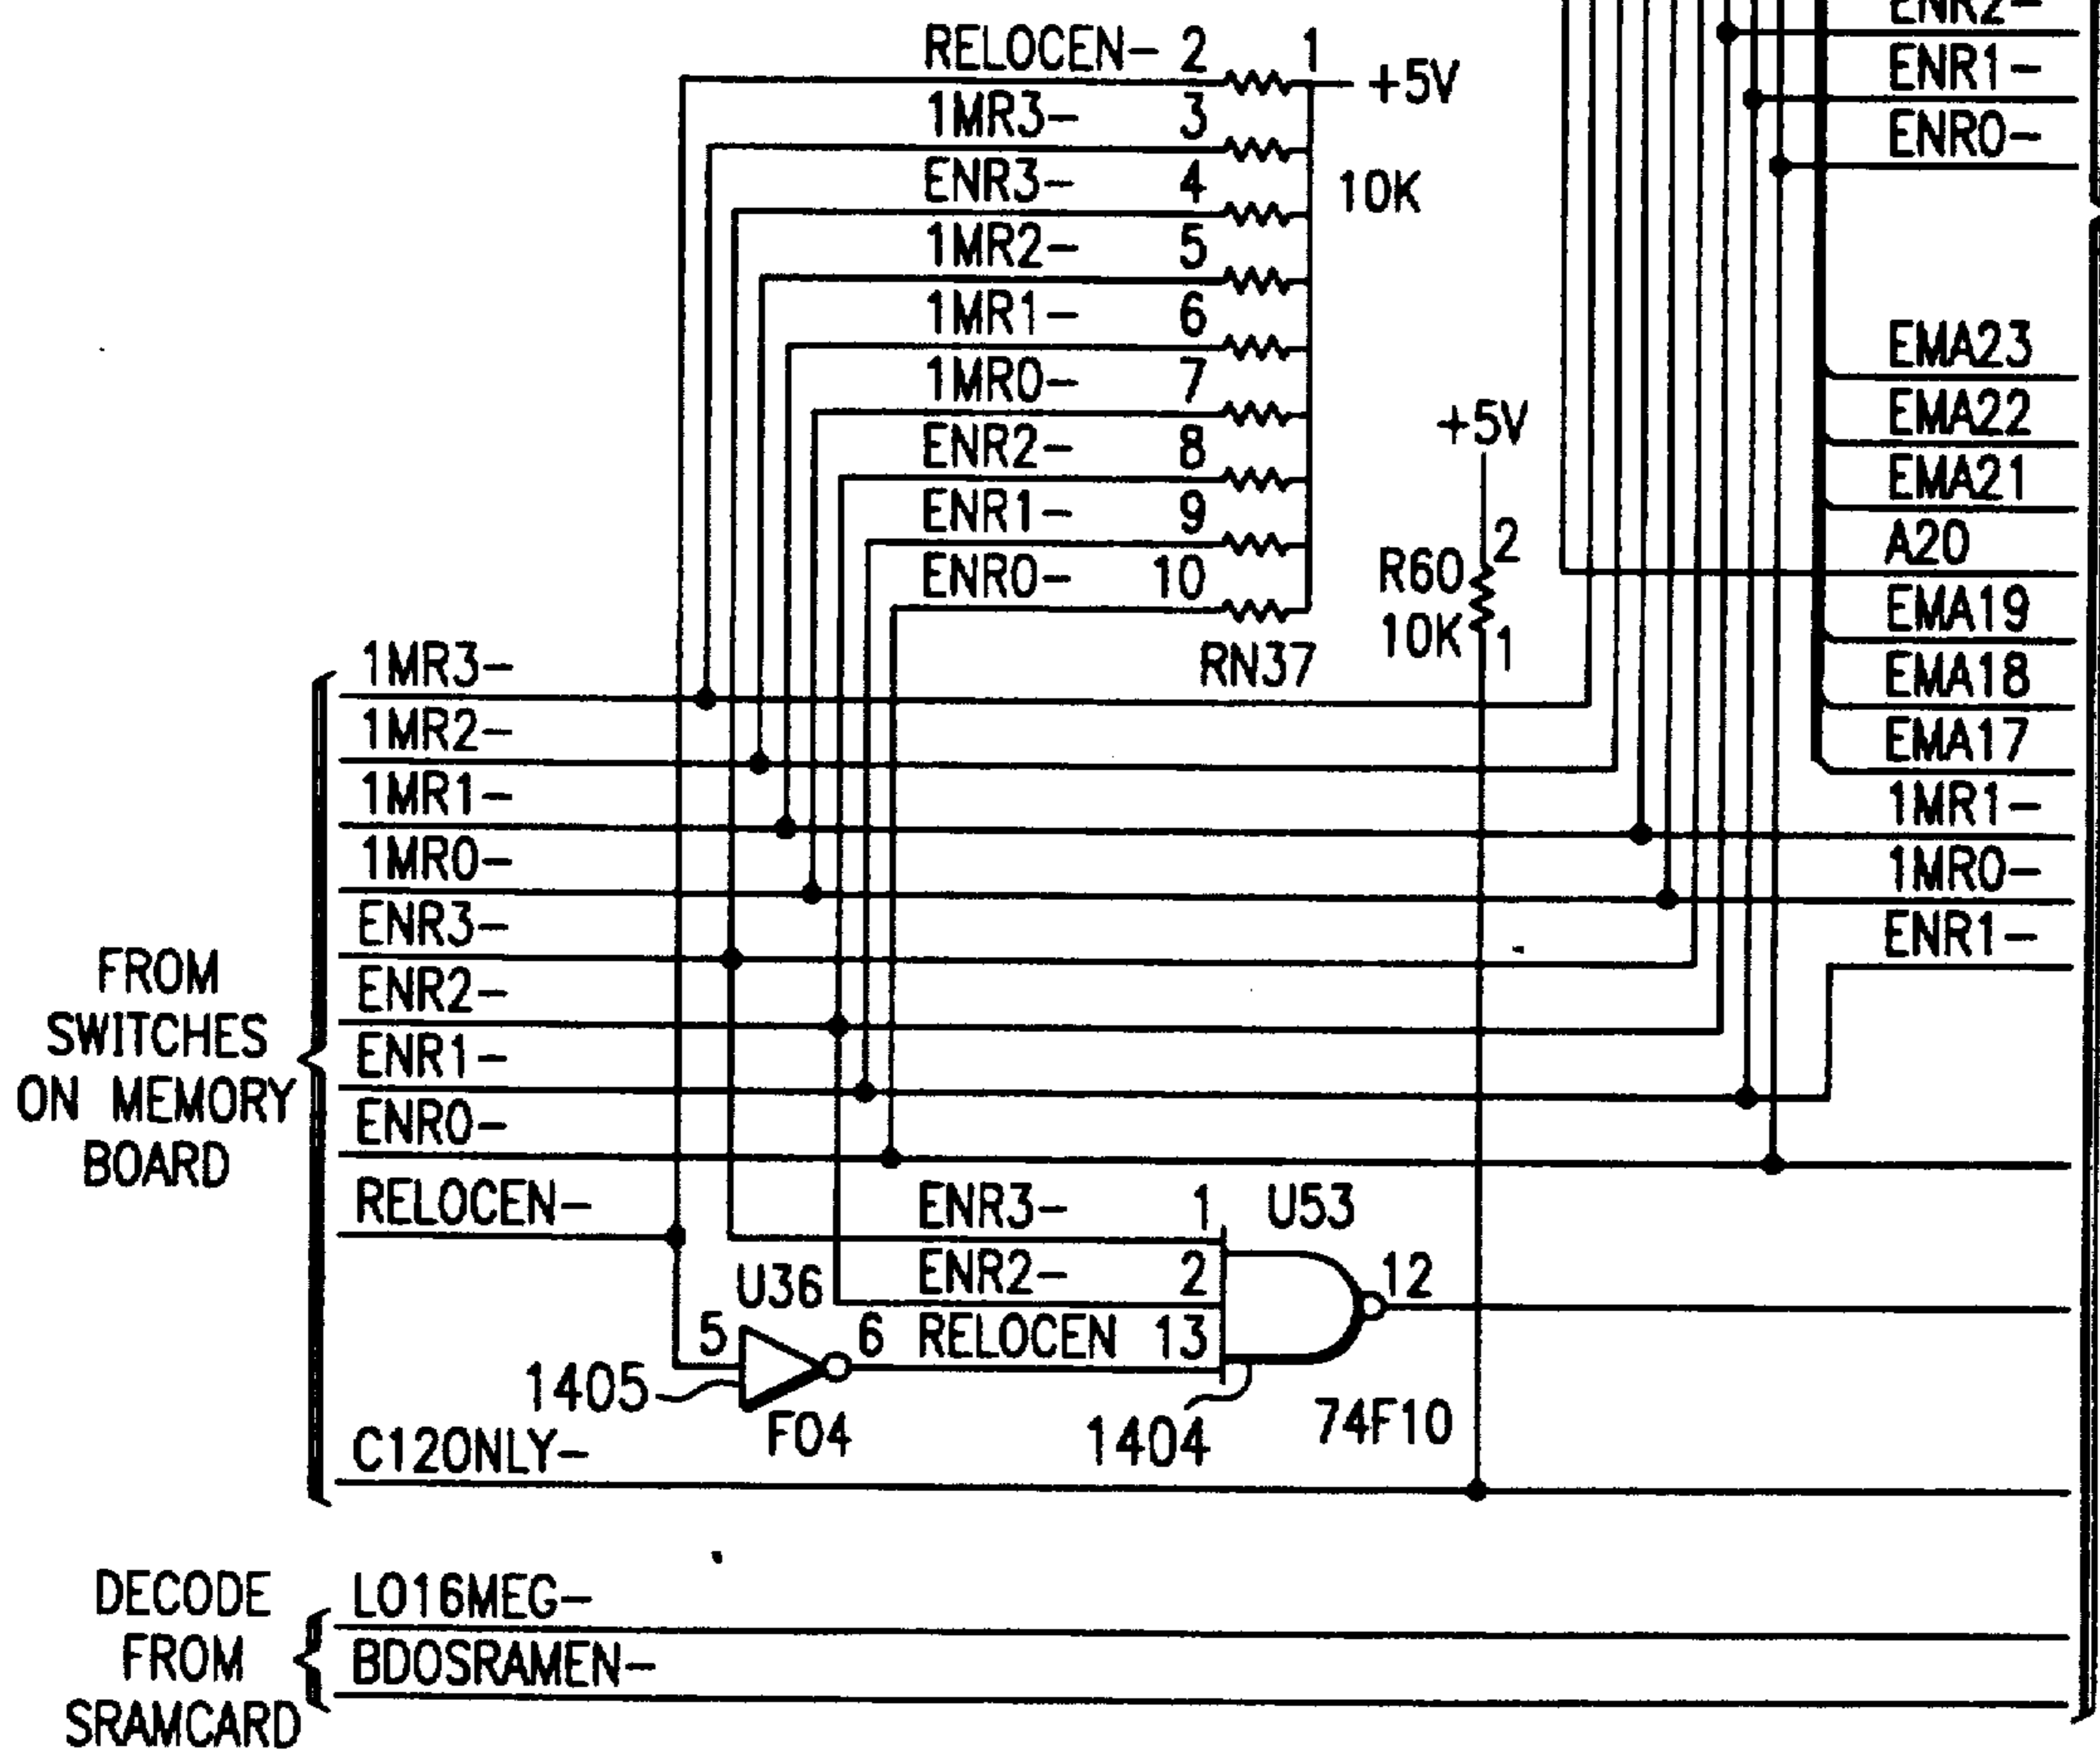 RELOCEN- 2 1
+5V
1MR3- 3
ENR3- 4
10K
1MR2- 5
1MR1- 6
1MR0- 7
ENR2- 8
ENR1- 9
ENR0- 10
RN37
+5V
2
R60
10K
1
ENR2-
ENR1-
ENR0-
EMA23
EMA22
EMA21
A20
EMA19
EMA18
EMA17
1MR1-
1MR0-
ENR1-
FROM
SWITCHES
ON MEMORY
BOARD
1MR3-
1MR2-
1MR1-
1MR0-
ENR3-
ENR2-
ENR1-
ENR0-
RELOCEN-
ENR3- 1 U53
ENR2- 2 12
U36
5 6 RELOCEN 13
1405
F04
1404
74F10
C12ONLY-
DECODE
FROM
SRAMCARD
LO16MEG-
BDOSRAMEN-